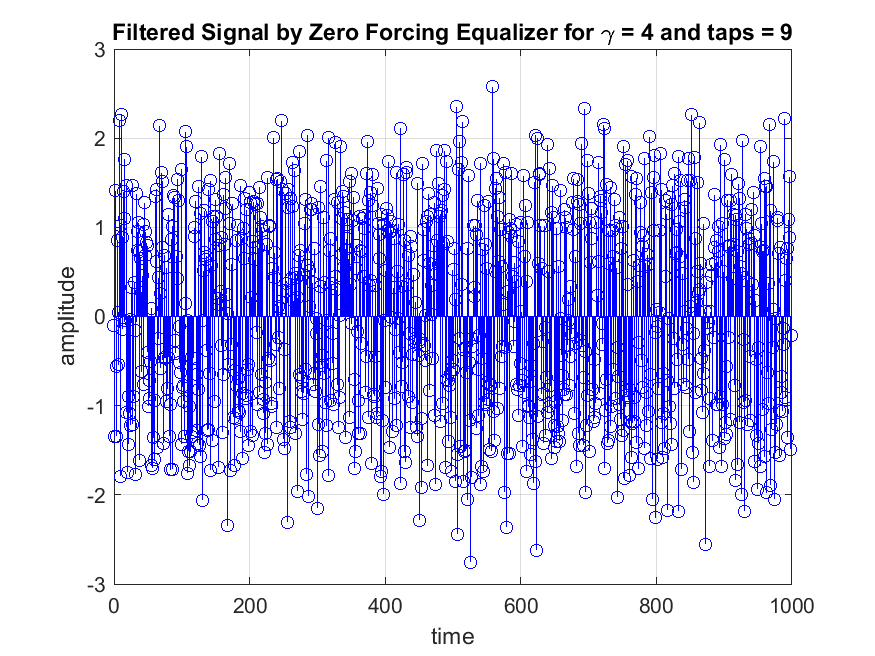 Filtered Signal by Zero Forcing Equalizer for γ = 4 and taps = 9
3
2
1
0
-1
-2
-3
amplitude
0 200 400 600 800 1000
time